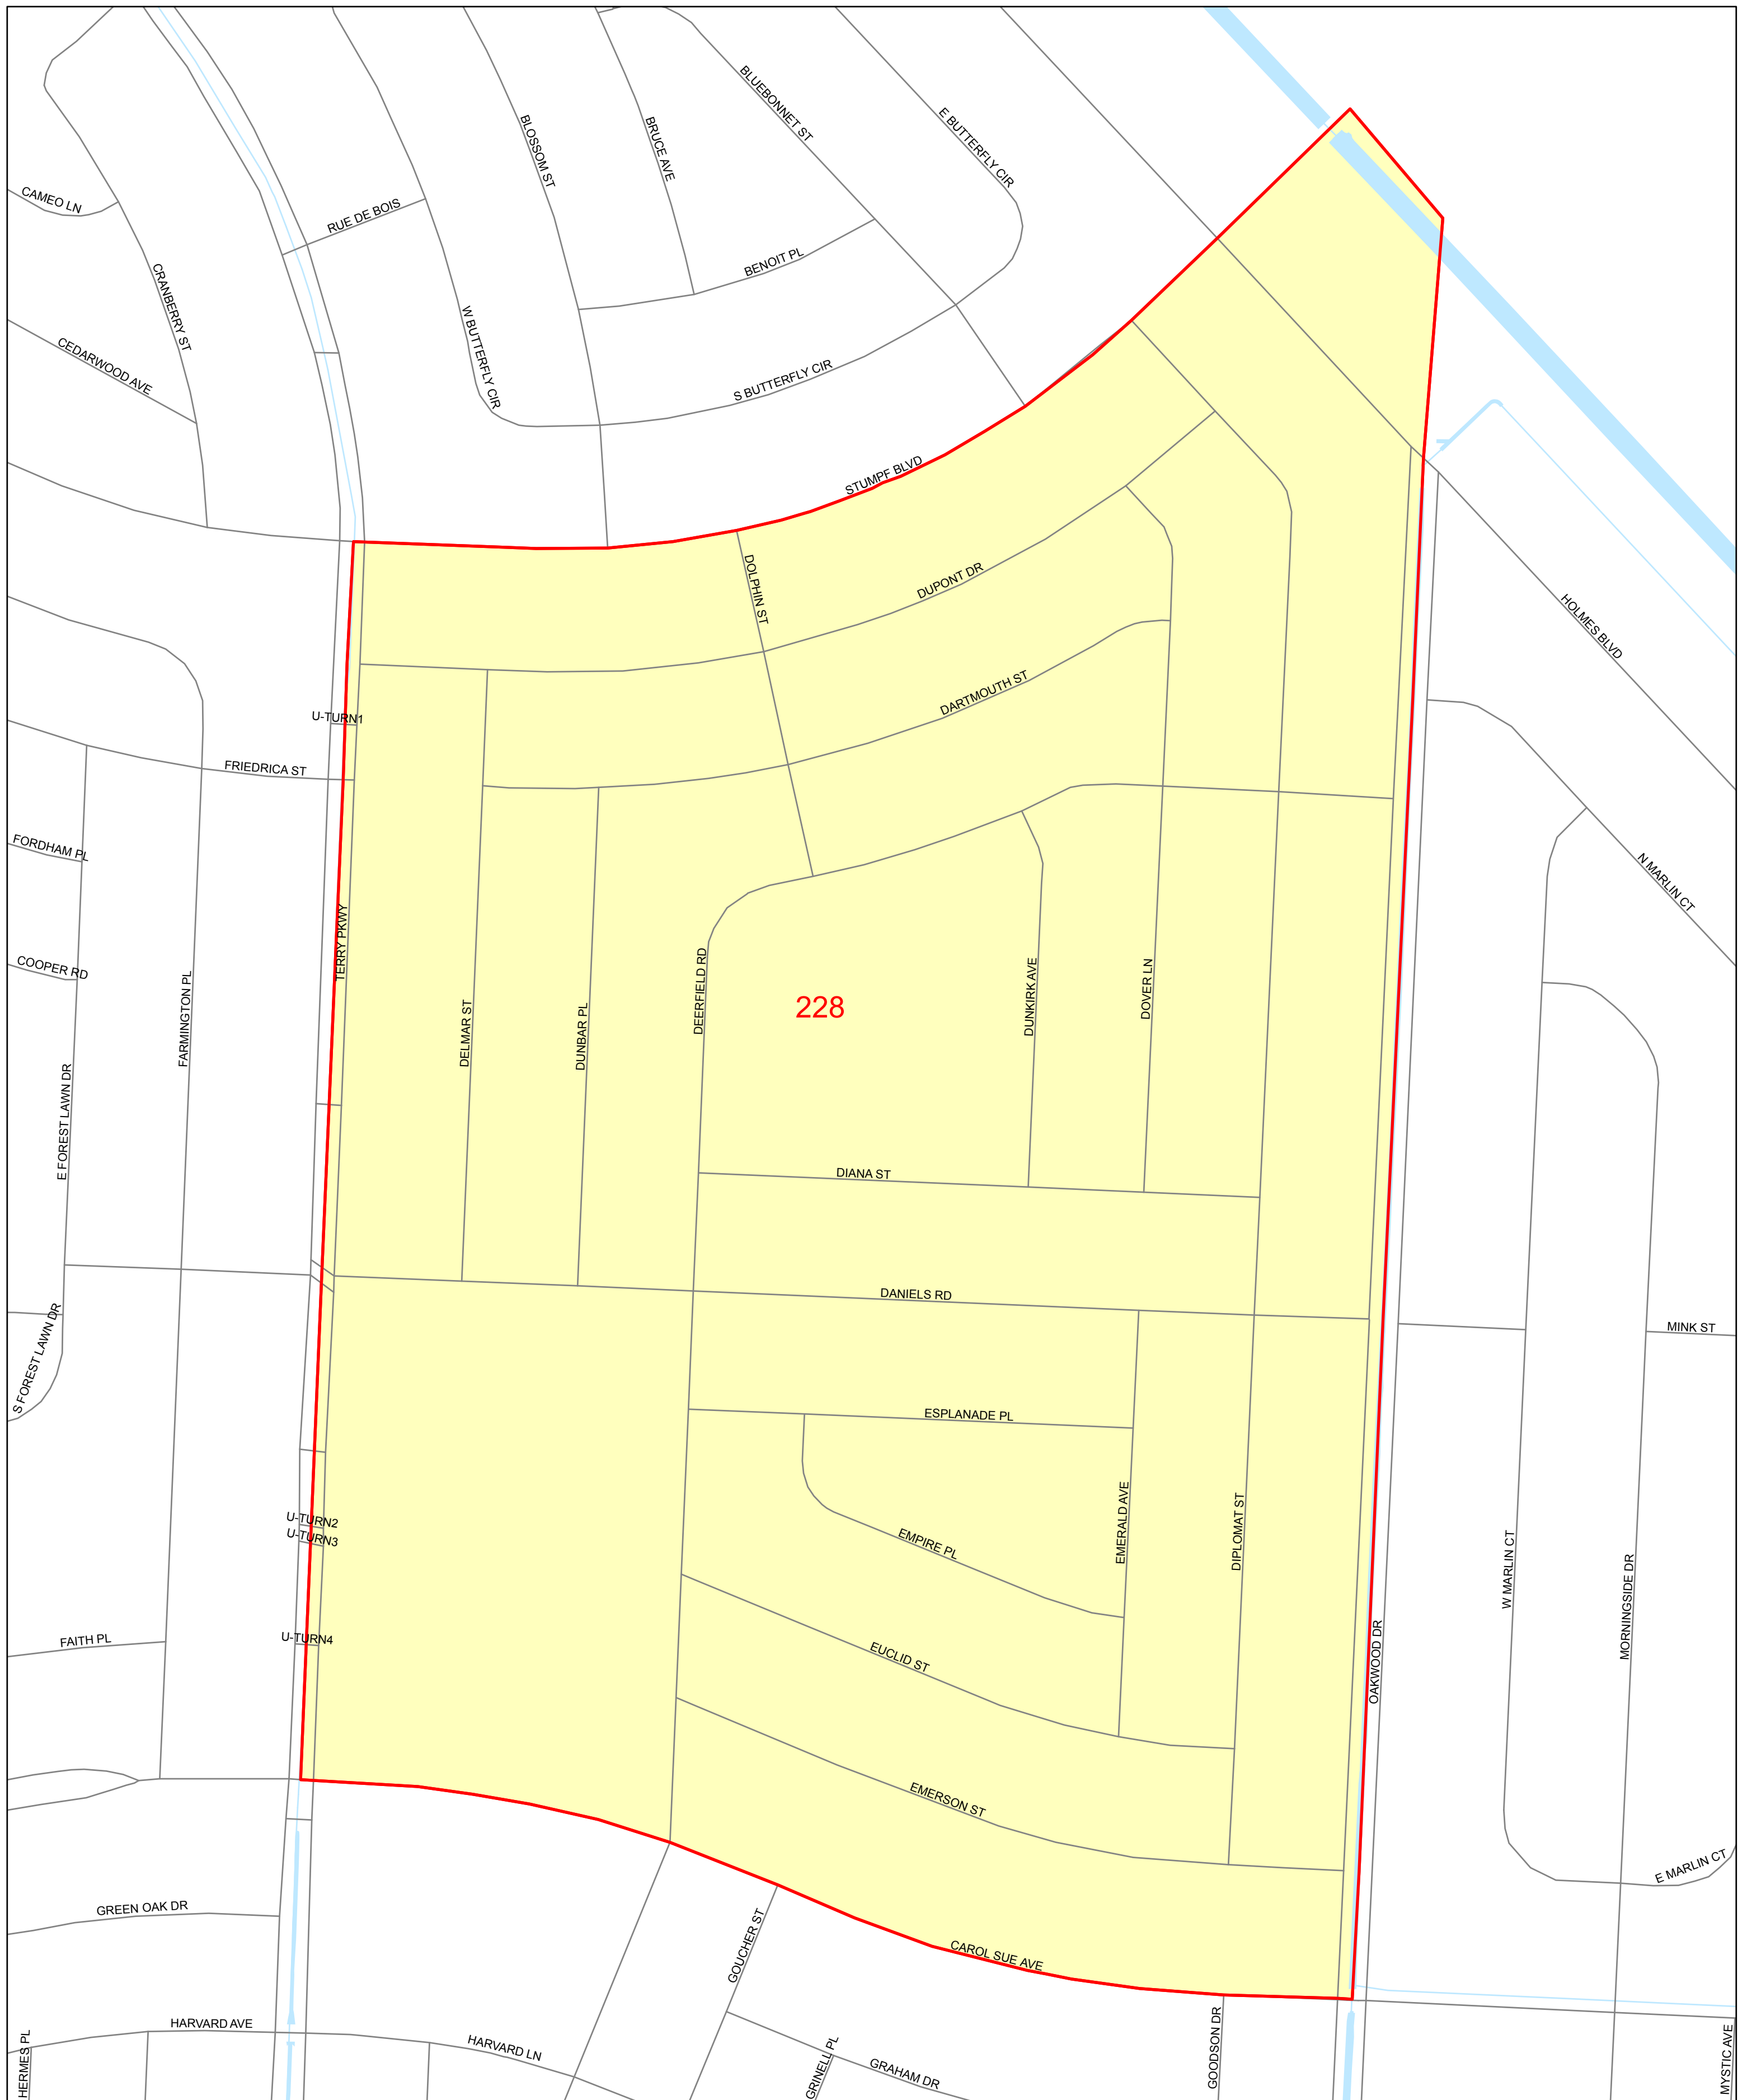 BLUEBONNET ST
E BUTTERFLY CIR
BLOSSOM ST
BRUCE AVE
CAMEO LN
RUE DE BOIS
BENOIT PL
CRANBERRY ST
W BUTTERFLY CIR
CEDARWOOD AVE
S BUTTERFLY CIR
STUMPF BLVD
DOLPHIN ST
DUPONT DR
HOLMES BLVD
DARTMOUTH ST
U-TURN1
FRIEDRICA ST
FORDHAM PL
N MARLIN CT
TERRY PKWY
COOPER RD
FARMINGTON PL
DELMAR ST
DUNBAR PL
DEERFIELD RD
228
DUNKIRK AVE
DOVER LN
E FOREST LAWN DR
DIANA ST
DANIELS RD
S FOREST LAWN DR
MINK ST
ESPLANADE PL
U-TURN2
U-TURN3
EMPIRE PL
EMERALD AVE
DIPLOMAT ST
W MARLIN CT
MORNINGSIDE DR
FAITH PL
U-TURN4
EUCLID ST
OAKWOOD DR
EMERSON ST
E MARLIN CT
GREEN OAK DR
GOUCHER ST
CAROL SUE AVE
HARVARD AVE
HARVARD LN
HERMES PL
GRINELL PL
GRAHAM DR
GOODSON DR
MYSTIC AVE